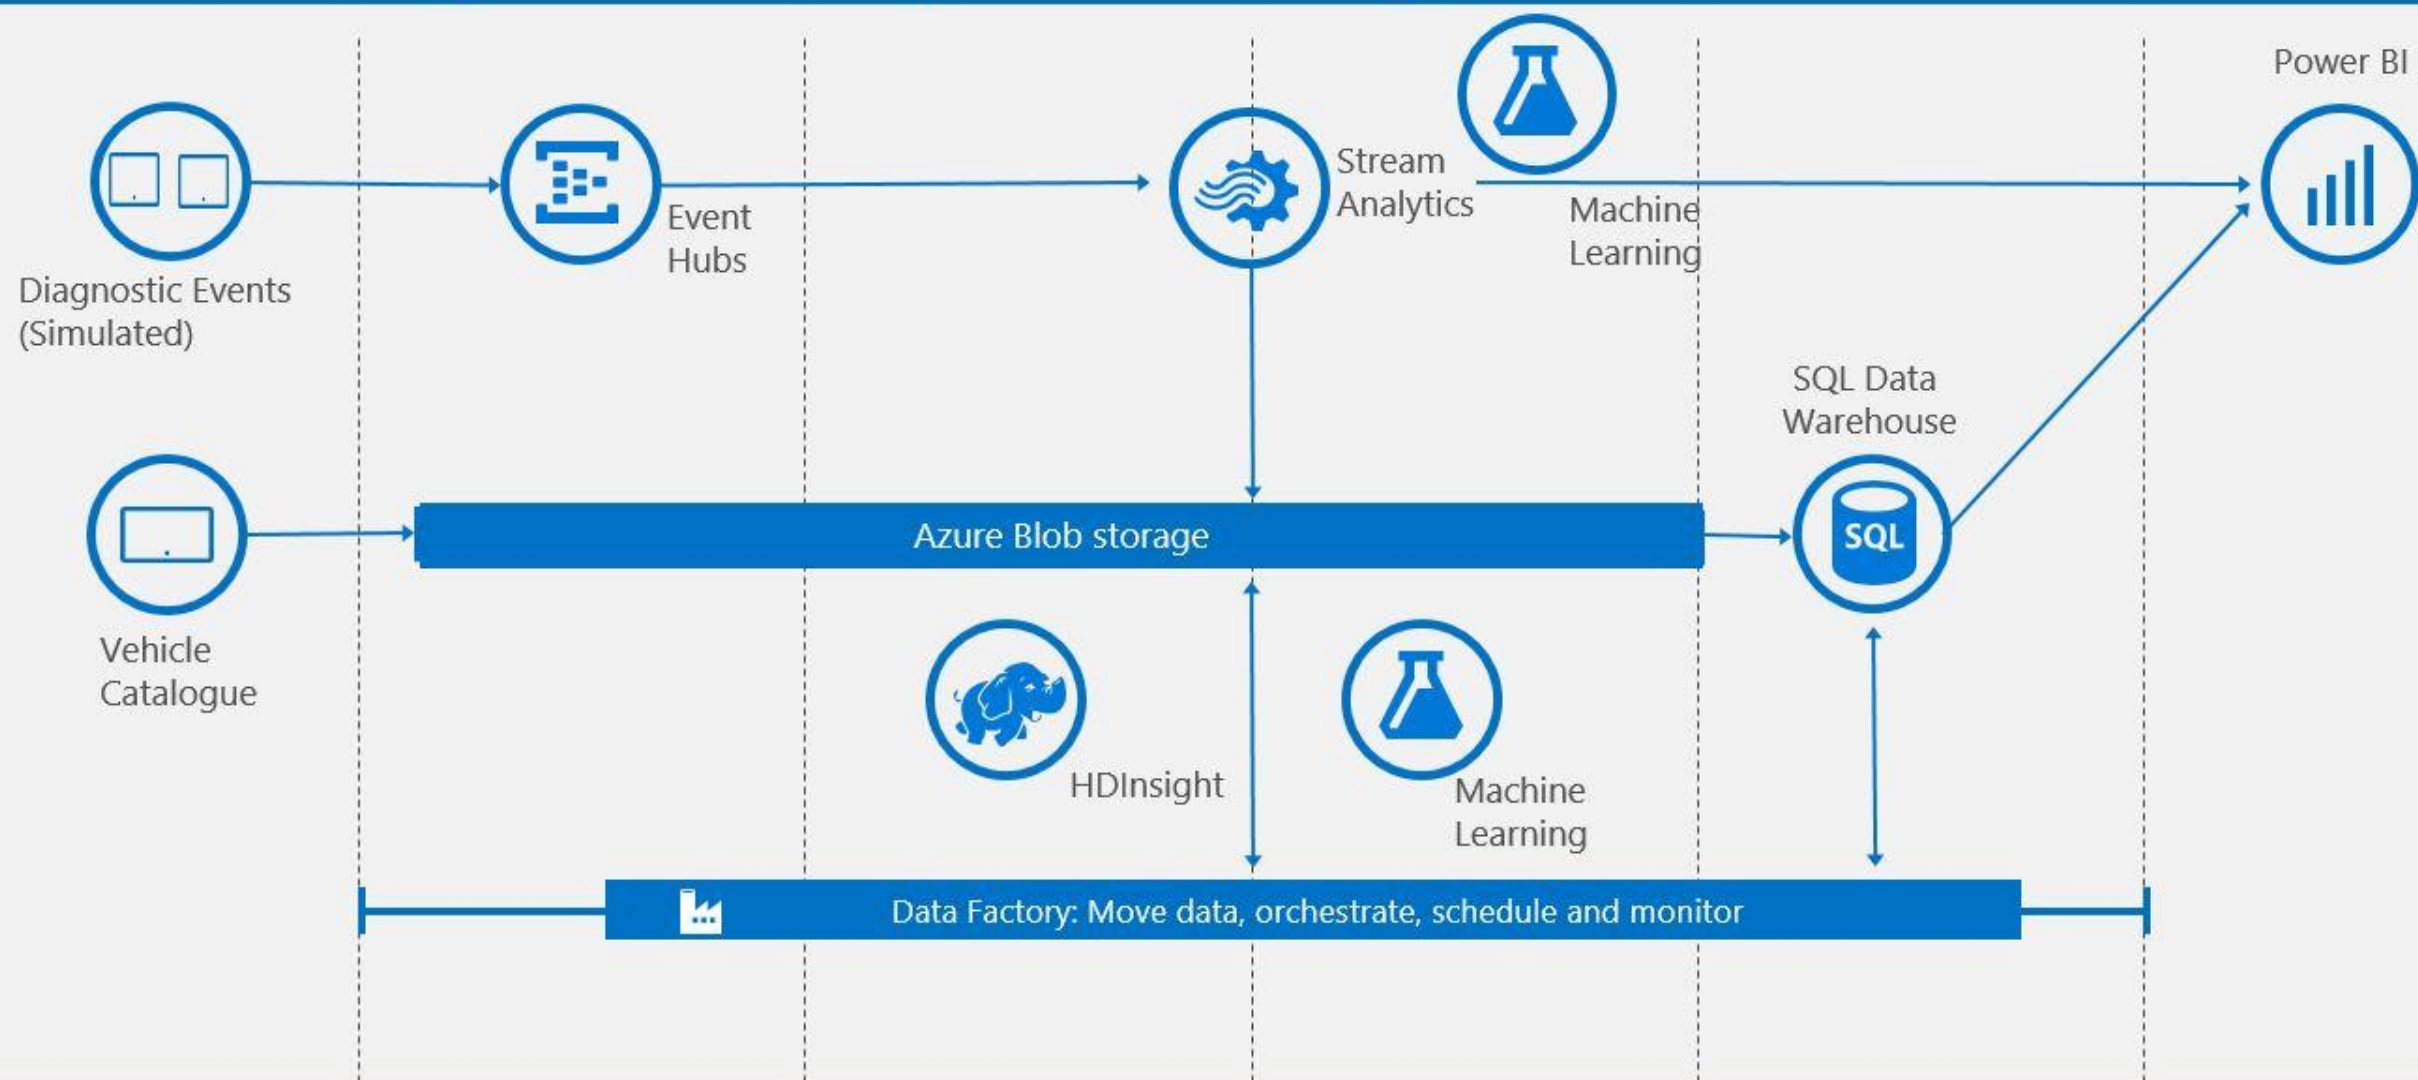 Power BI
Stream
Analytics
Machine
Learning
Event
Hubs
Diagnostic Events
(Simulated)
SQL Data
Warehouse
Azure Blob storage
SQL
Vehicle
Catalogue
HDInsight
Machine
Learning
Data Factory: Move data, orchestrate, schedule and monitor